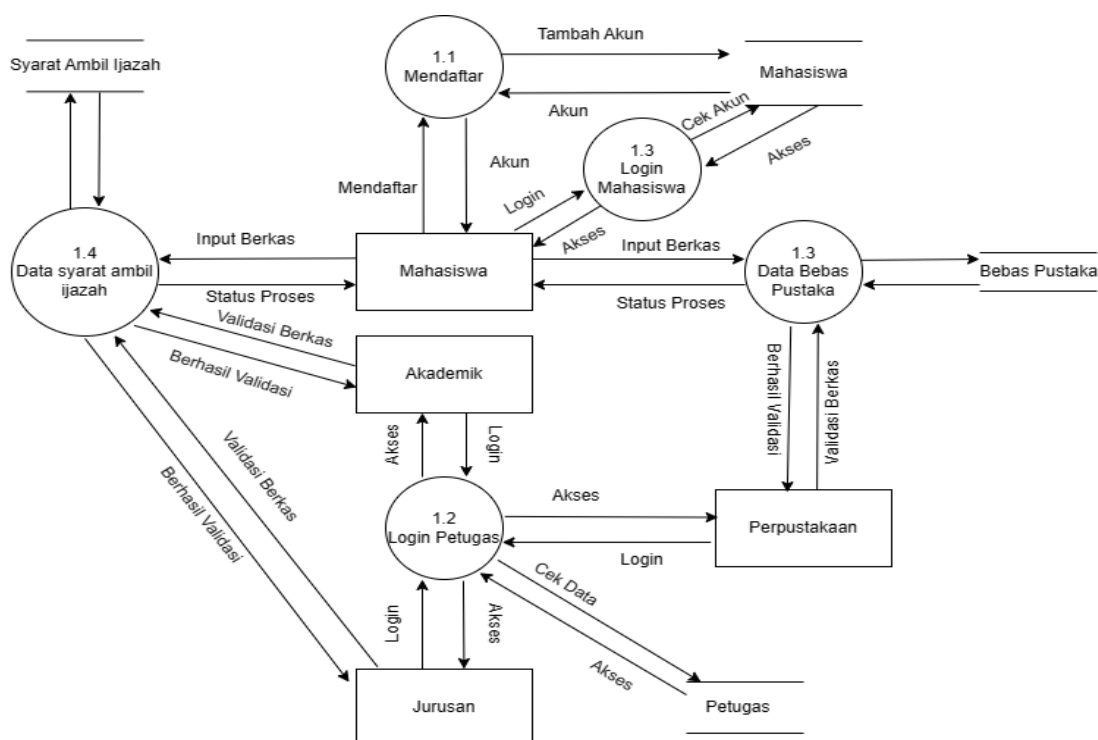 Tambah Akun
Syarat Ambil Ijazah
1.1
Mendaftar
Mahasiswa
Akun
Cek Akun
Akses
1.3
Login
Mahasiswa
Akun
Mendaftar
Login
Akses
1.4
Data syarat ambil
ijazah
Input Berkas
Mahasiswa
Input Berkas
1.3
Data Bebas
Pustaka
Bebas Pustaka
Status Proses
Status Proses
Validasi Berkas
Berhasil Validasi
Akademik
Berhasil Validasi
Validasi Berkas
Akses
Login
Validasi Berkas
Berhasil Validasi
1.2
Login Petugas
Akses
Perpustakaan
Login
Cek Data
Login
Akses
Akses
Jurusan
Petugas